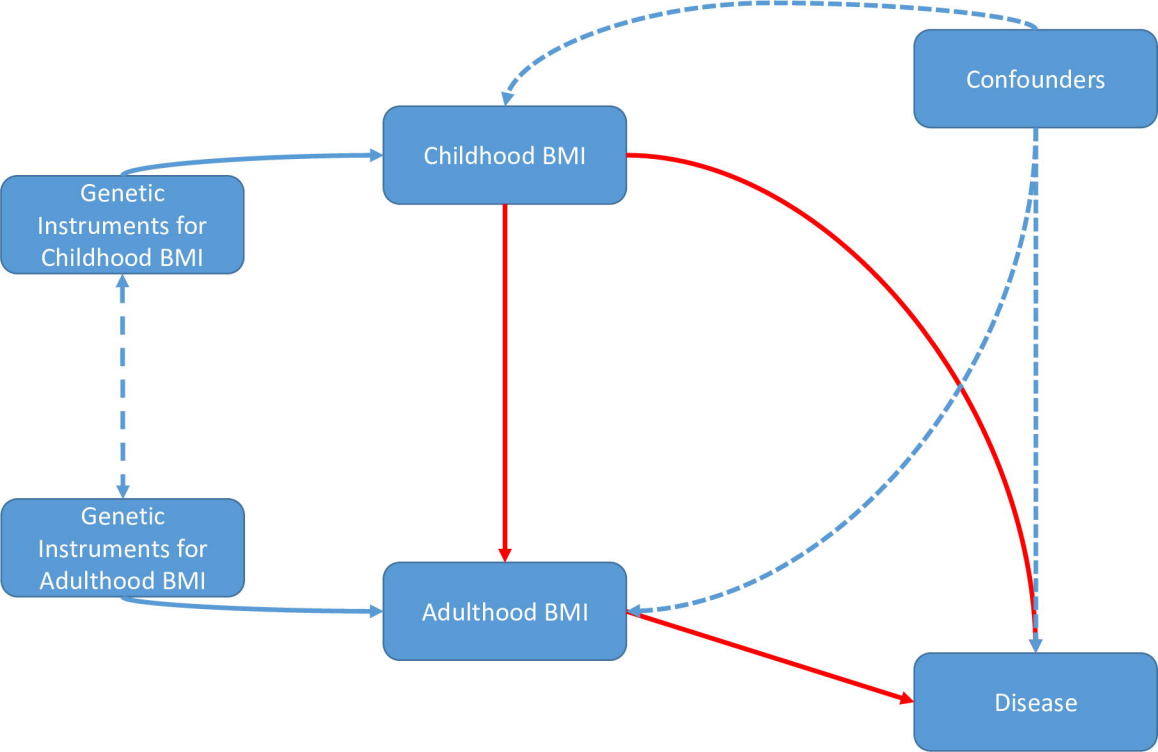 Confounders
Childhood BMI
Genetic
Instruments for
Childhood BMI
Genetic
Instruments for
Adulthood BMI
Adulthood BMI
Disease